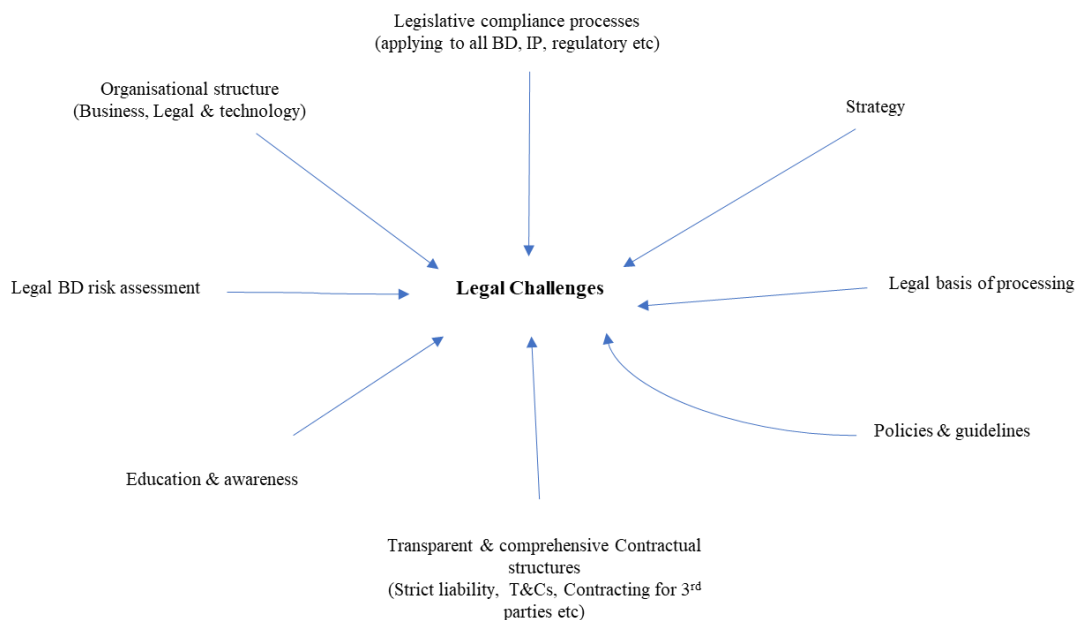 Legislative compliance processes
(applying to all BD, IP, regulatory etc)
Organisational structure
(Business, Legal & technology)
Strategy
Legal BD risk assessment
Legal Challenges
Legal basis of processing
Policies & guidelines
Education & awareness
Transparent & comprehensive Contractual
structures
(Strict liability, T&Cs, Contracting for 3rd
parties etc)